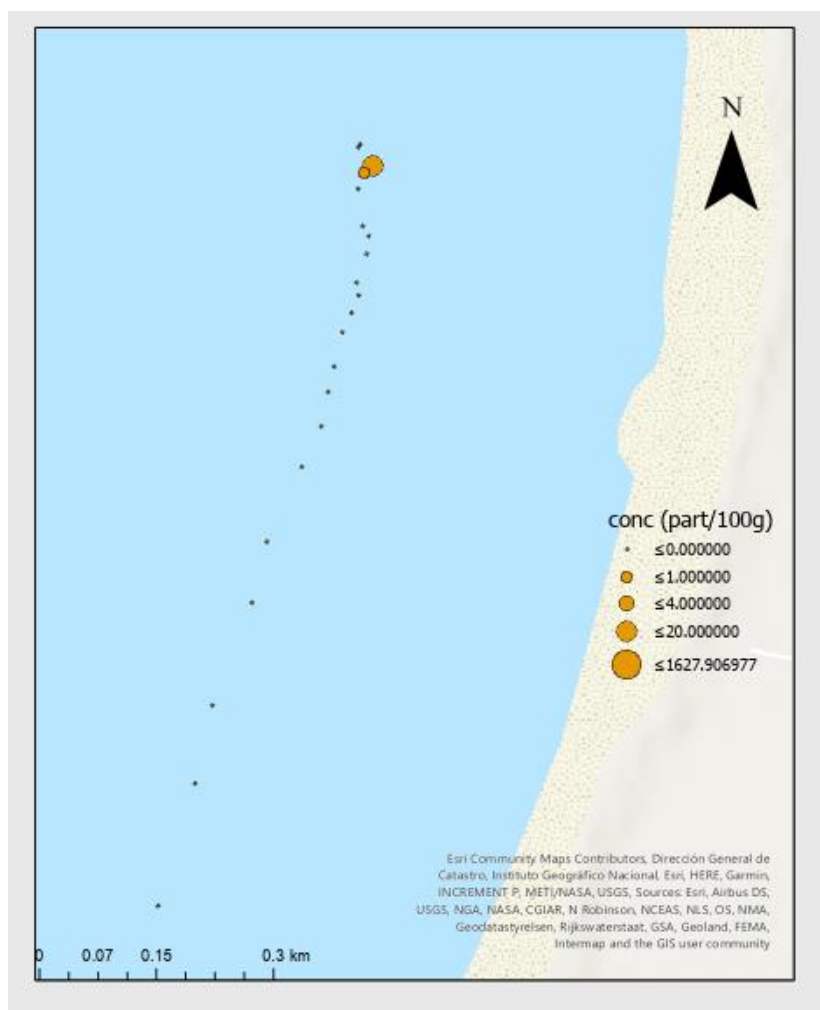 N
conc (part/100g)
≤0.000000
≤1.000000
≤4.000000
≤20.000000
≤1627.906977
Esri Community Maps Contributors, Dirección General de
Catastro, Instituto Geográfico Nacional, Esri, HERE, Garmin,
INCREMENT P, METI/NASA, USGS, Sources: Esri, Airbus DS,
USGS, NGA, NASA, CGIAR, N Robinson, NCEAS, NLS, OS, NMA,
Geodatastyrelsen, Rijkswaterstaat, GSA, Geoland, FEMA,
Intermap and the GIS user community
0 0.07 0.15 0.3 km